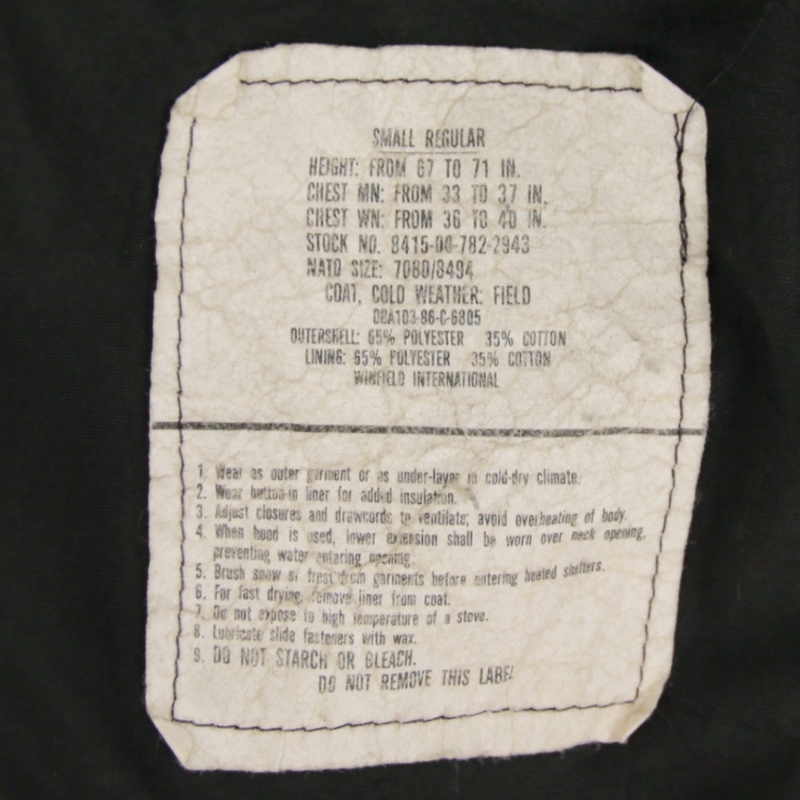 SMALL REGULAR
HEIGHT: FROM 67 TO 71 IN.
CHEST MN: FROM 33 TO 37 IN.
CHEST WN: FROM 36 TO 40 IN.
STOCK NO. 8415-00-782-2943
NATO SIZE: 7080/8494
COAT, COLD WEATHER: FIELD
DLA103-86-C-6805
OUTERSHELL: 65% POLYESTER 35% COTTON
LINING: 65% POLYESTER 35% COTTON
WINFIELD INTERNATIONAL
1. Wear as outer garment or as under-layer in cold-dry climate.
2. Wear button-in liner for added insulation.
3. Adjust closures and drawcords to ventilate; avoid overheating of body.
4. When hood is used, lower extension shall be worn over neck opening,
preventing water entering opening.
5. Brush snow or frost from garments before entering heated shelters.
6. For fast drying, remove liner from coat.
7. Do not expose to high temperature of a stove.
8. Lubricate slide fasteners with wax.
9. DO NOT STARCH OR BLEACH.
DO NOT REMOVE THIS LABEL